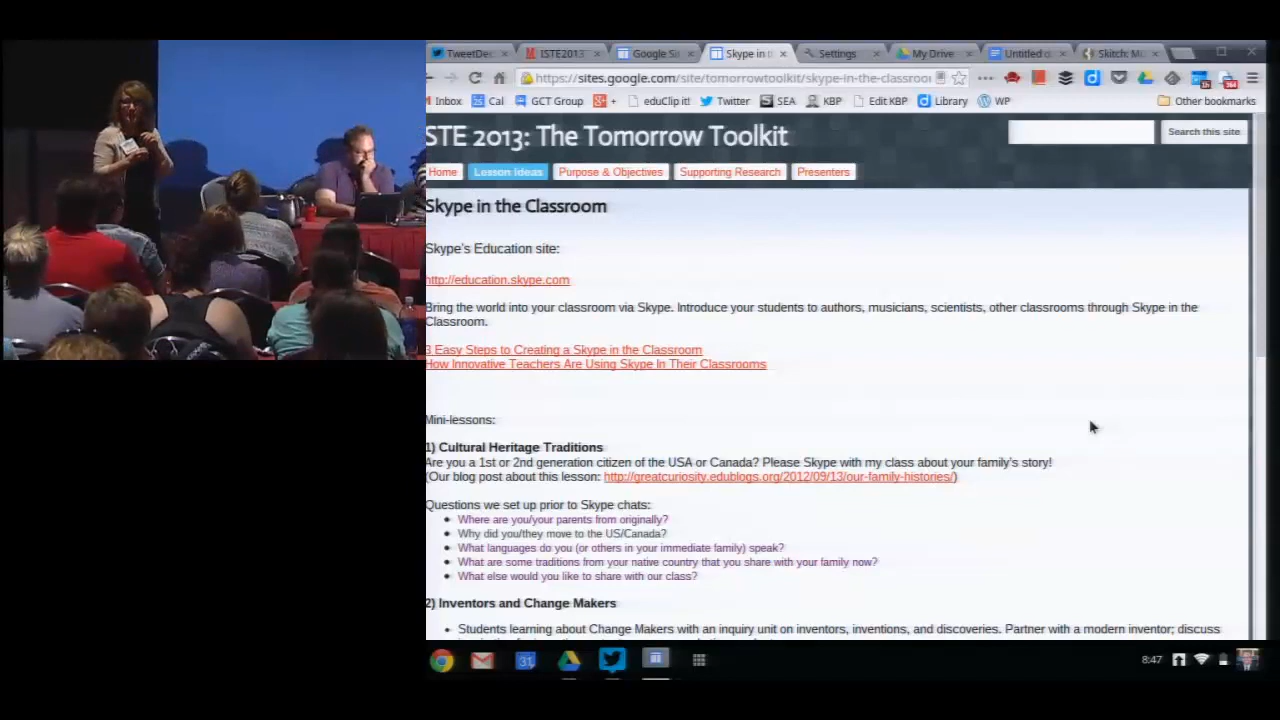 TweetDe
ISTE2013
Google Si
Skype in t
Settings
My Drive
Untitled d
Skitch: M
https://sites.google.com/site/tomorrowtoolkit/skype-in-the-classroo
Inbox
Cal
GCT Group
+
eduClip it!
Twitter
SEA
KBP
Edit KBP
Library
WP
Other bookmarks
STE 2013: The Tomorrow Toolkit
Search this site
Home
Lesson Ideas
Purpose & Objectives
Supporting Research
Presenters
Skype in the Classroom
Skype's Education site:
http://education.skype.com
Bring the world into your classroom via Skype. Introduce your students to authors, musicians, scientists, other classrooms through Skype in the
Classroom.
3 Easy Steps to Creating a Skype in the Classroom
How Innovative Teachers Are Using Skype In Their Classrooms
Mini-lessons:
1) Cultural Heritage Traditions
Are you a 1st or 2nd generation citizen of the USA or Canada? Please Skype with my class about your family's story!
(Our blog post about this lesson: http://greatcuriosity.edublogs.org/2012/09/13/our-family-histories/)
Questions we set up prior to Skype chats:
Where are you/your parents from originally?
Why did you/they move to the US/Canada?
What languages do you (or others in your immediate family) speak?
What are some traditions from your native country that you share with your family now?
What else would you like to share with our class?
2) Inventors and Change Makers
Students learning about Change Makers with an inquiry unit on inventors, inventions, and discoveries. Partner with a modern inventor; discuss
31
8:47